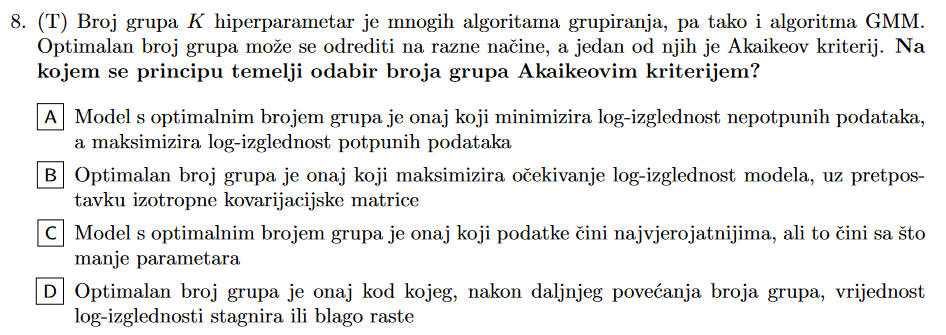 8. (T) Broj grupa K hiperparametar je mnogih algoritama grupiranja, pa tako i algoritma GMM.
Optimalan broj grupa može se odrediti na razne načine, a jedan od njih je Akaikeov kriterij. Na
kojem se principu temelji odabir broja grupa Akaikeovim kriterijem?
A Model s optimalnim brojem grupa je onaj koji minimizira log-izglednost nepotpunih podataka,
a maksimizira log-izglednost potpunih podataka
B Optimalan broj grupa je onaj koji maksimizira očekivanje log-izglednost modela, uz pretpos-
tavku izotropne kovarijacijske matrice
C Model s optimalnim brojem grupa je onaj koji podatke čini najvjerojatnijima, ali to čini sa što
manje parametara
D Optimalan broj grupa je onaj kod kojeg, nakon daljnjeg povećanja broja grupa, vrijednost
log-izglednosti stagnira ili blago raste